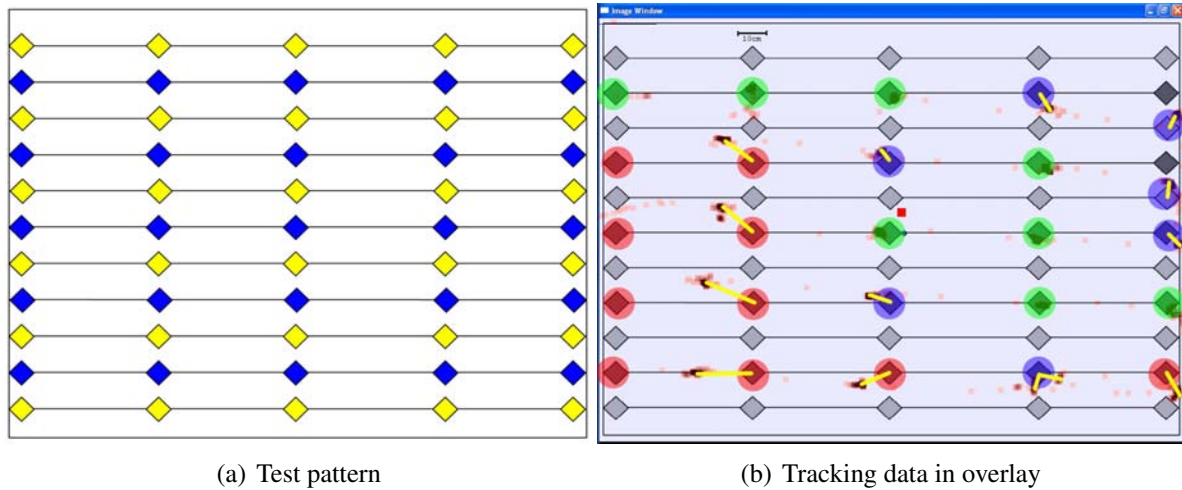 Image Window
10cm
(a) Test pattern
(b) Tracking data in overlay